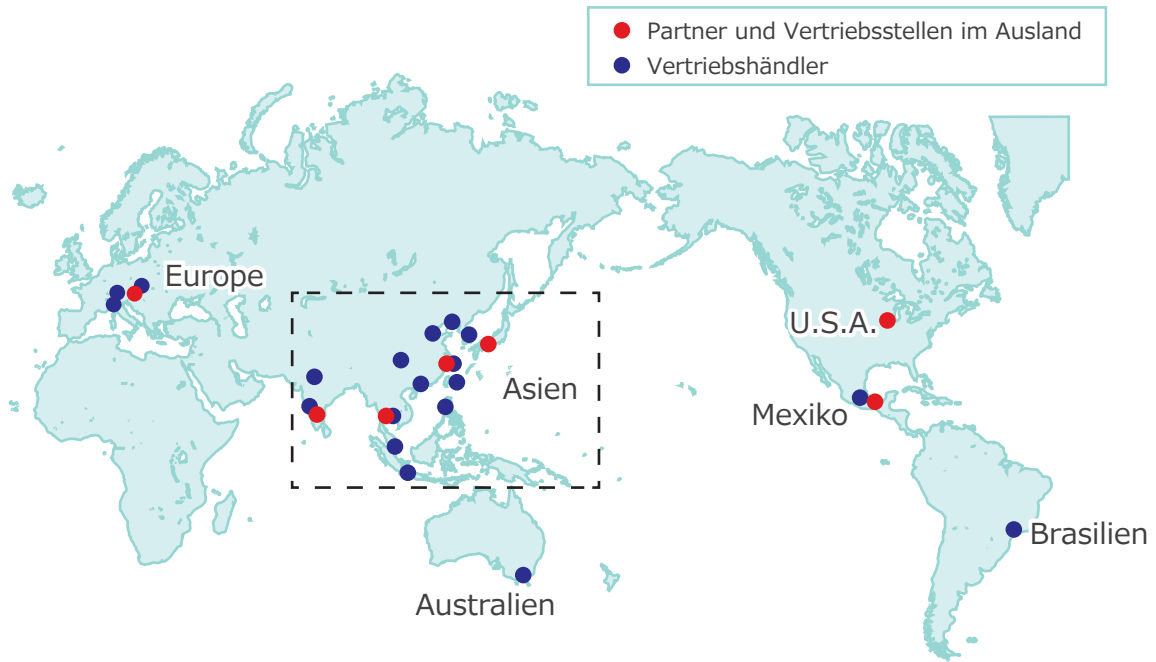 Partner und Vertriebsstellen im Ausland
Vertriebshändler
Europe
U.S.A.
Asien
Mexiko
Brasilien
Australien